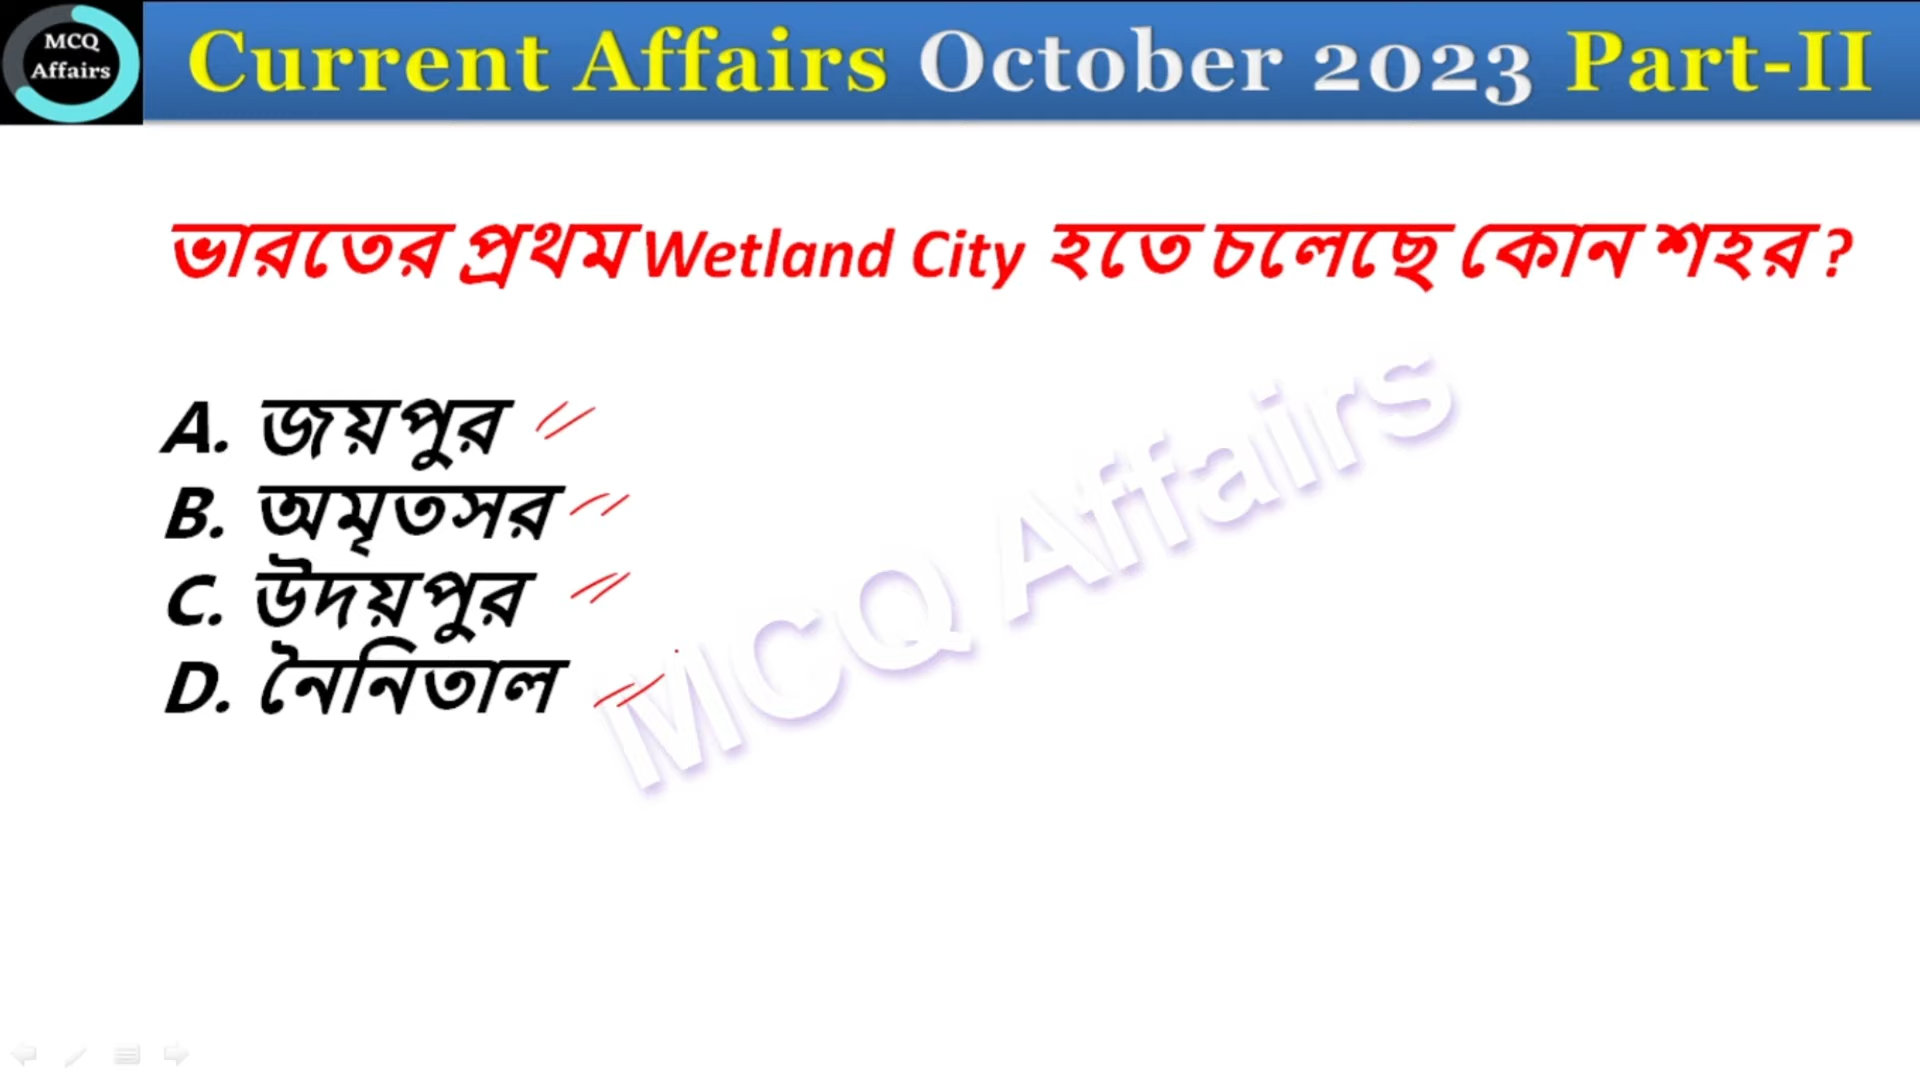 MCQ
Affairs
Current Affairs October 2023 Part-II
ভারতের প্রথম Wetland City হতে চলেছে কোন শহর ?
A. জয়পুর
B. অমৃতসর
C. উদয়পুর
D. নৈনিতাল
MCQ Affairs